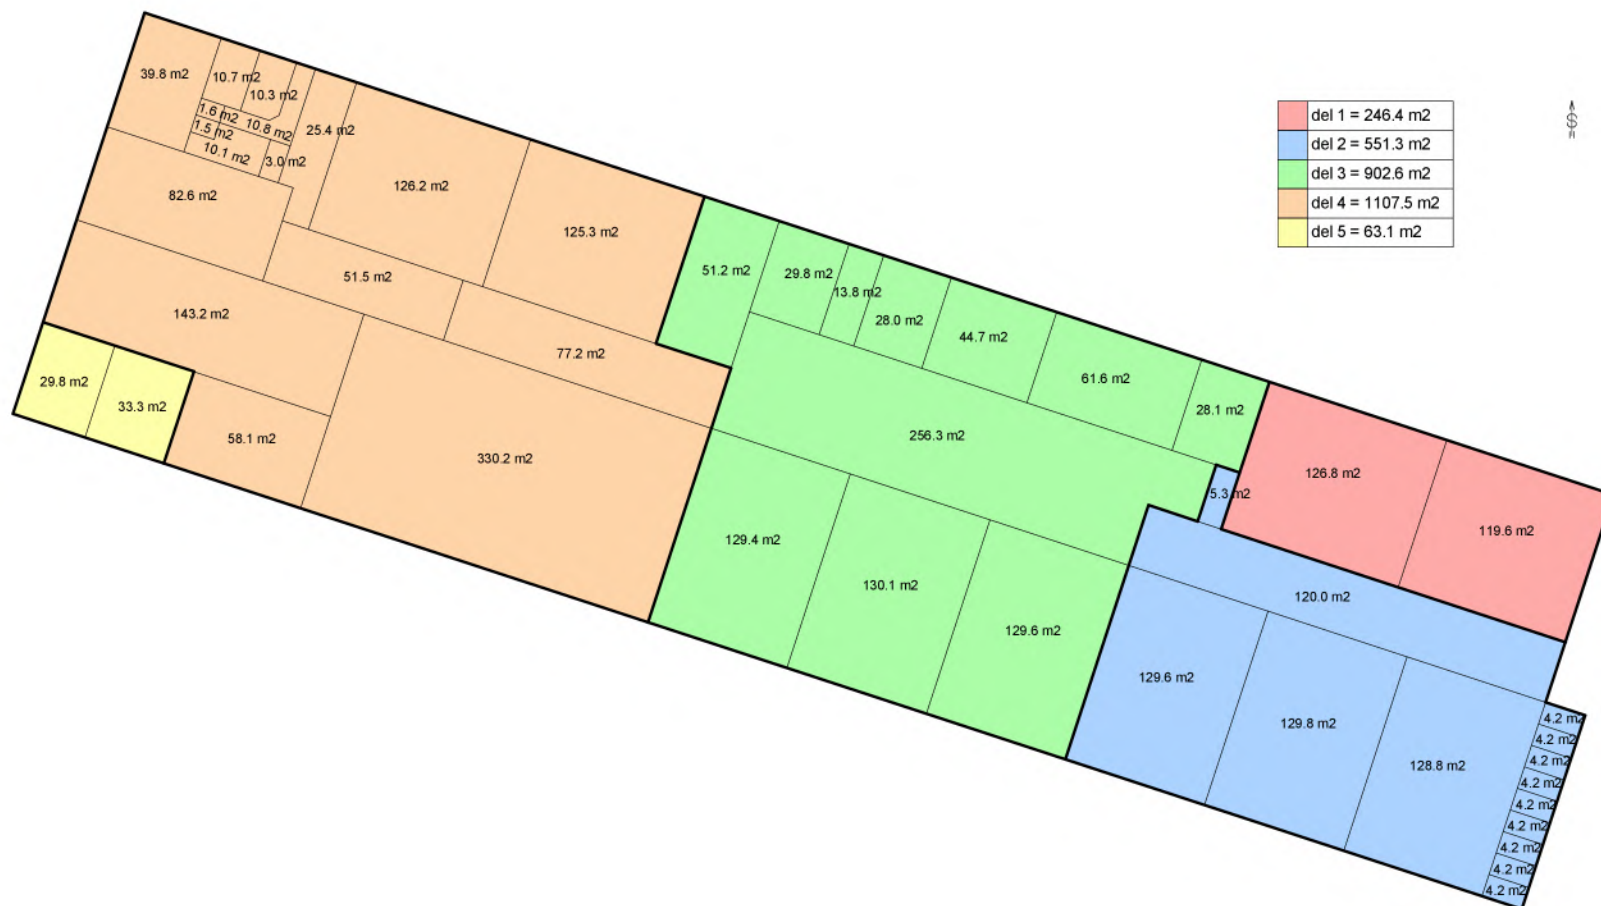 39.8 m2
10.7 m2
10.3 m2
1.6 m2
10.8 m2
1.5 m2
10.1 m2
3.0 m2
25.4 m2
126.2 m2
125.3 m2
82.6 m2
51.5 m2
143.2 m2
77.2 m2
29.8 m2
33.3 m2
58.1 m2
330.2 m2
51.2 m2
29.8 m2
13.8 m2
28.0 m2
44.7 m2
61.6 m2
28.1 m2
256.3 m2
129.4 m2
130.1 m2
129.6 m2
5.3 m2
126.8 m2
119.6 m2
120.0 m2
129.6 m2
129.8 m2
128.8 m2
4.2 m2
4.2 m2
4.2 m2
4.2 m2
4.2 m2
4.2 m2
4.2 m2
4.2 m2
4.2 m2
del 1 = 246.4 m2
del 2 = 551.3 m2
del 3 = 902.6 m2
del 4 = 1107.5 m2
del 5 = 63.1 m2